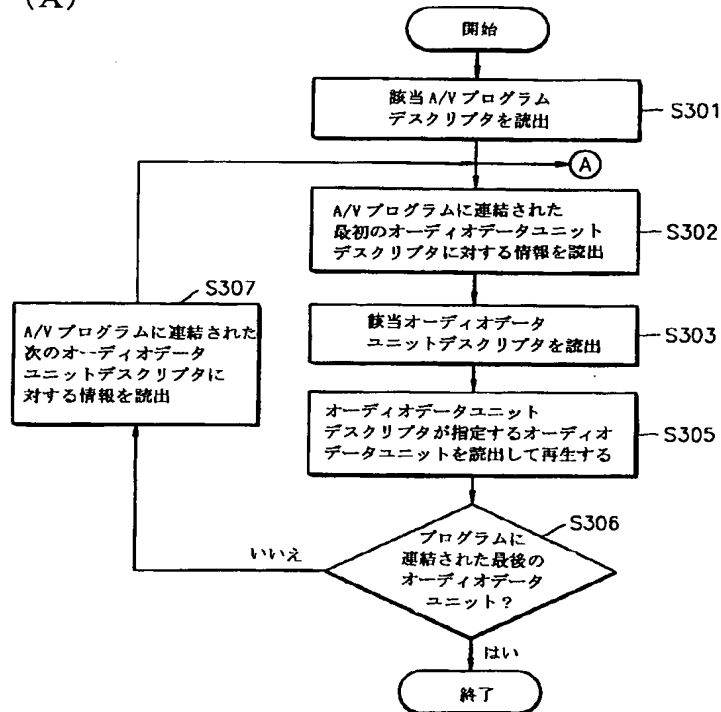 (A)
開始
該当 A/V プログラム
デスクリプタを読出
S301
A
A/V プログラムに連結された
最初のオーディオデータユニット
デスクリプタに対する情報を読出
S302
S307
A/V プログラムに連結された
次のオーディオデータ
ユニットデスクリプタに
対する情報を読出
該当オーディオデータ
ユニットデスクリプタを読出
S303
オーディオデータユニット
デスクリプタが指定するオーディオ
データユニットを読出して再生する
S305
S306
プログラムに
連結された最後の
オーディオデータ
ユニット?
いいえ
はい
終了